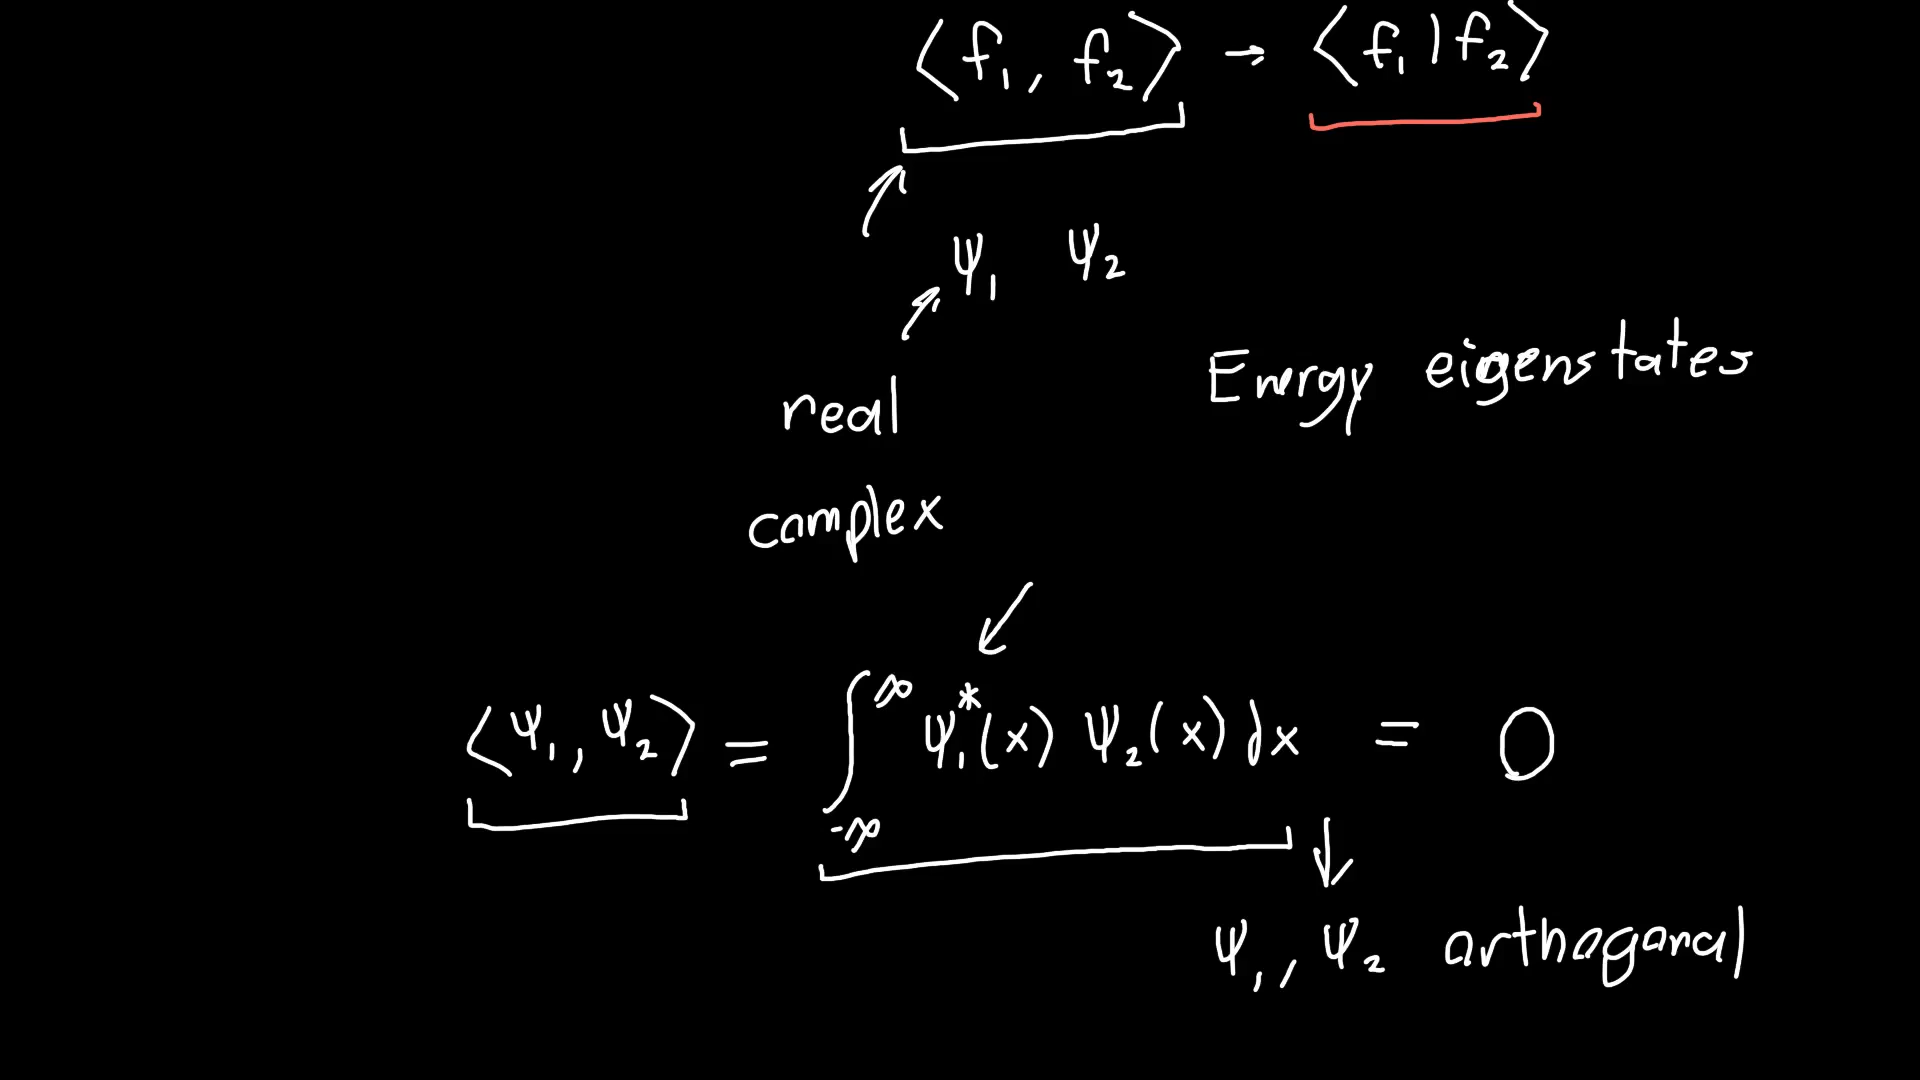 ⟨f₁, f₂⟩ → ⟨f₁|f₂⟩
ψ₁ ψ₂
Energy eigenstates
real
complex
⟨ψ₁, ψ₂⟩ = ∫_{-∞}^{∞} ψ₁*(x) ψ₂(x) dx = 0
ψ₁, ψ₂ orthogonal